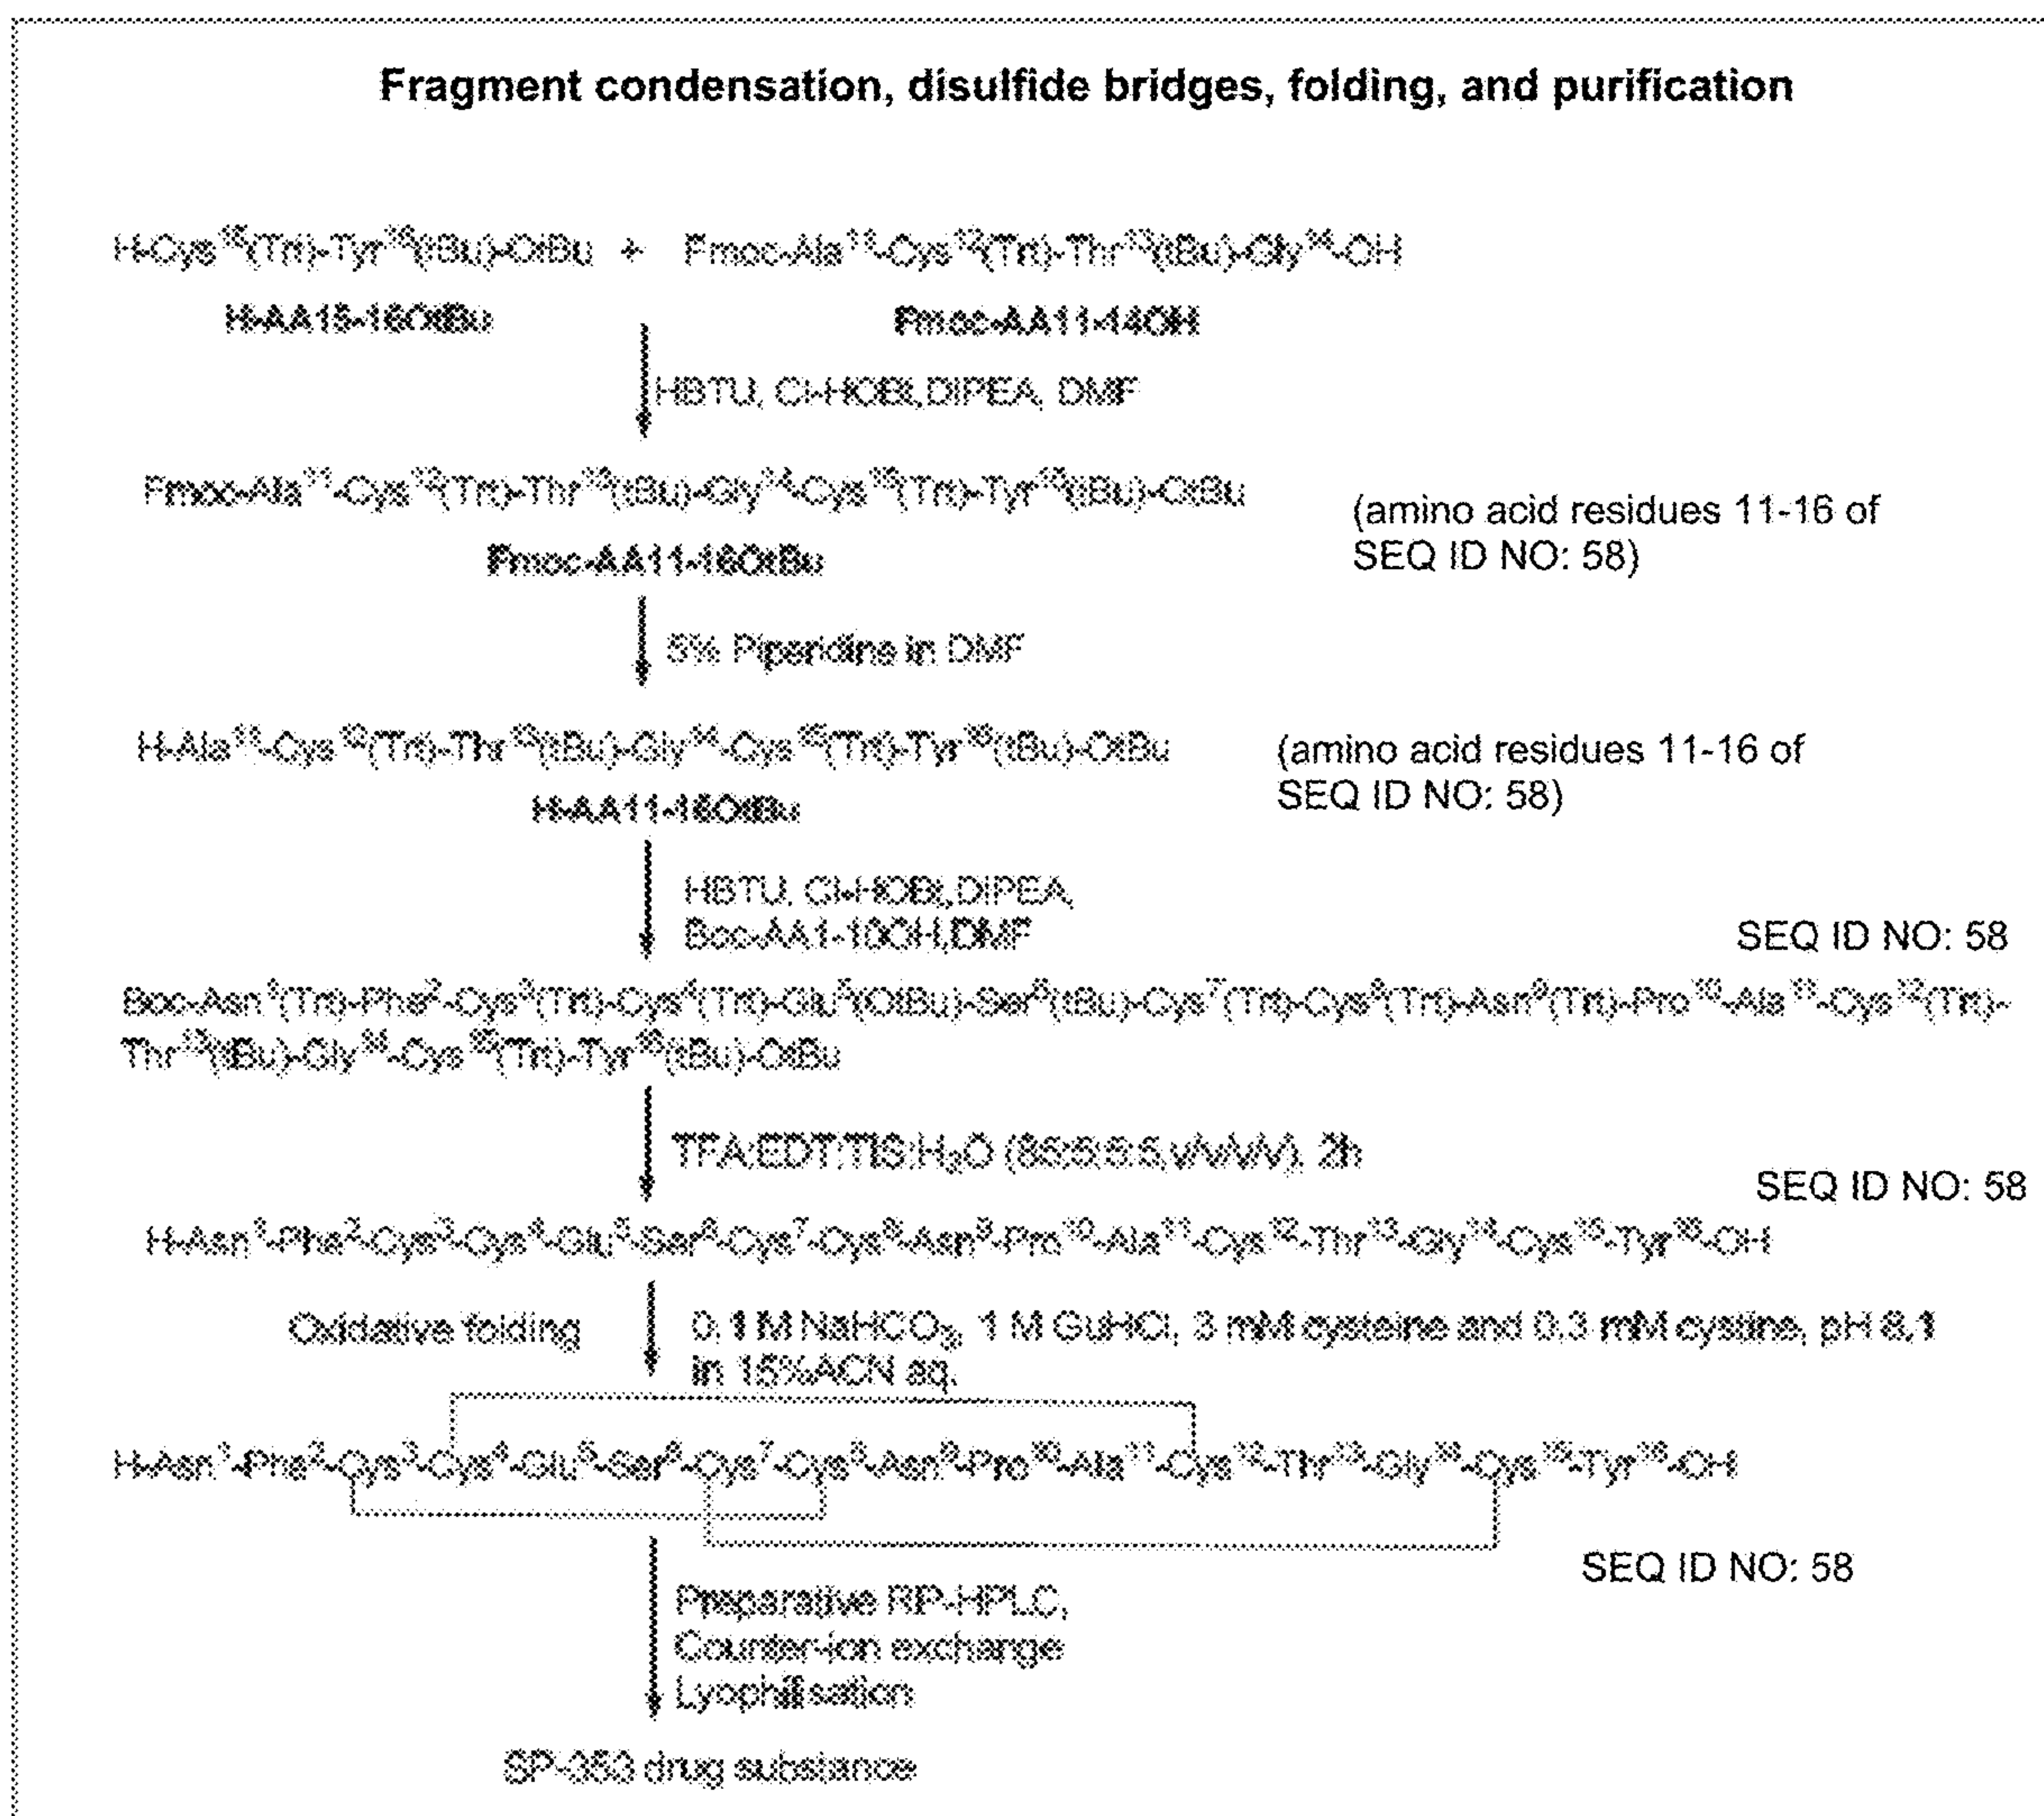 Fragment condensation, disulfide bridges, folding, and purification
H-Cys¹⁵(Trt)-Tyr¹⁶(tBu)-OtBu + Fmoc-Ala¹¹-Cys¹²(Trt)-Thr¹³(tBu)-Gly¹⁴-OH
H-AA15-16OtBu Fmoc-AA11-14OH
HBTU, Cl-HOBt,DIPEA, DMF
Fmoc-Ala¹¹-Cys¹²(Trt)-Thr¹³(tBu)-Gly¹⁴-Cys¹⁵(Trt)-Tyr¹⁶(tBu)-OtBu
(amino acid residues 11-16 of
SEQ ID NO: 58)
Fmoc-AA11-16OtBu
5% Piperidine in DMF
H-Ala¹¹-Cys¹²(Trt)-Thr¹³(tBu)-Gly¹⁴-Cys¹⁵(Trt)-Tyr¹⁶(tBu)-OtBu
(amino acid residues 11-16 of
SEQ ID NO: 58)
H-AA11-16OtBu
HBTU, Cl-HOBt,DIPEA,
Boc-AA1-10OH,DMF
SEQ ID NO: 58
Boc-Asn¹(Trt)-Phe²-Cys³(Trt)-Cys⁴(Trt)-Glu⁵(OtBu)-Ser⁶(tBu)-Cys⁷(Trt)-Cys⁸(Trt)-Asn⁹(Trt)-Pro¹⁰-Ala¹¹-Cys¹²(Trt)-
Thr¹³(tBu)-Gly¹⁴-Cys¹⁵(Trt)-Tyr¹⁶(tBu)-OtBu
TFA:EDT:TIS:H₂O (85:5:5:5,v/v/v/v), 2h
SEQ ID NO: 58
H-Asn¹-Phe²-Cys³-Cys⁴-Glu⁵-Ser⁶-Cys⁷-Cys⁸-Asn⁹-Pro¹⁰-Ala¹¹-Cys¹²-Thr¹³-Gly¹⁴-Cys¹⁵-Tyr¹⁶-OH
Oxidative folding
0.1 M NaHCO₃, 1 M GuHCl, 3 mM cysteine and 0.3 mM cystine, pH 8.1
in 15%ACN aq.
H-Asn¹-Phe²-Cys³-Cys⁴-Glu⁵-Ser⁶-Cys⁷-Cys⁸-Asn⁹-Pro¹⁰-Ala¹¹-Cys¹²-Thr¹³-Gly¹⁴-Cys¹⁵-Tyr¹⁶-OH
SEQ ID NO: 58
Preparative RP-HPLC,
Counter-ion exchange
Lyophilisation
SP-353 drug substance